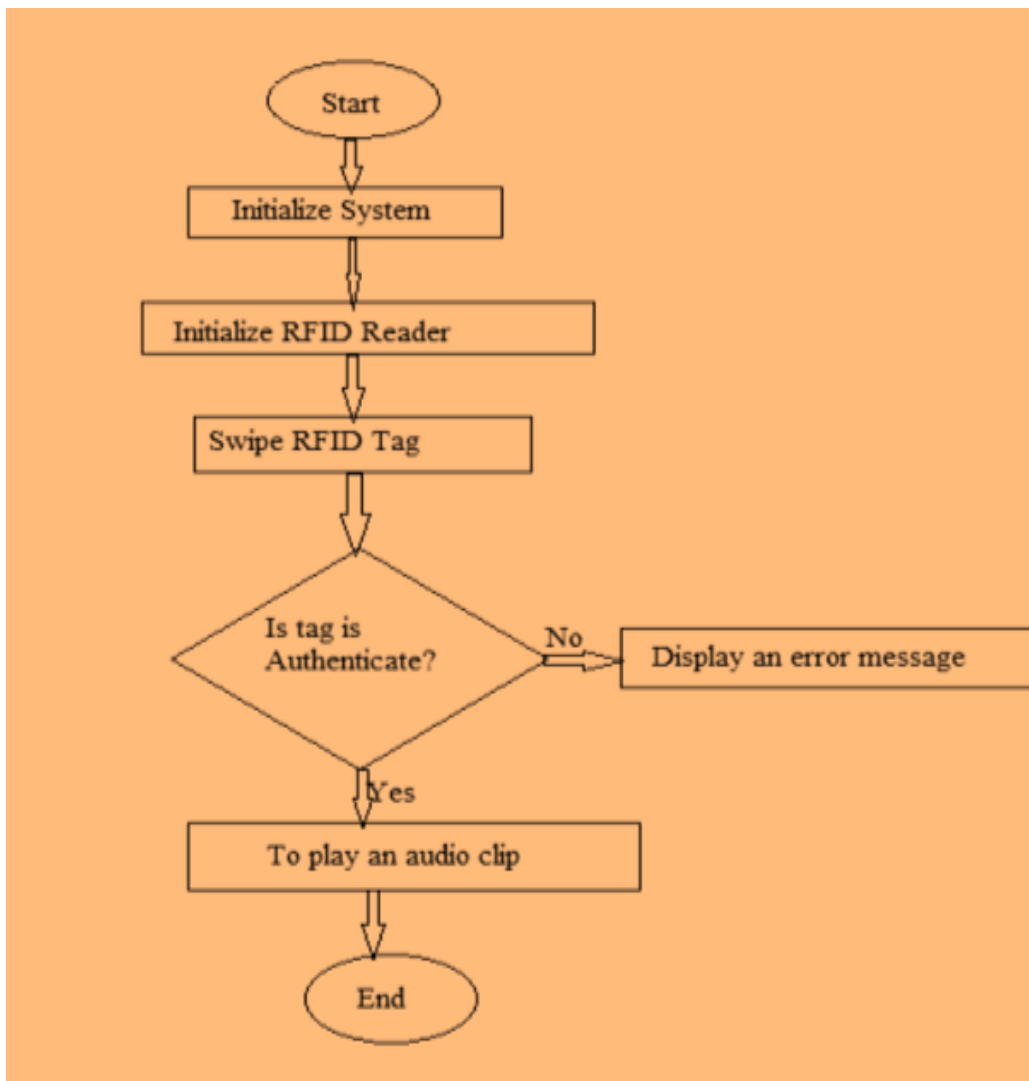 Start
Initialize System
Initialize RFID Reader
Swipe RFID Tag
Is tag is
Authenticate?
No
Display an error message
Yes
To play an audio clip
End